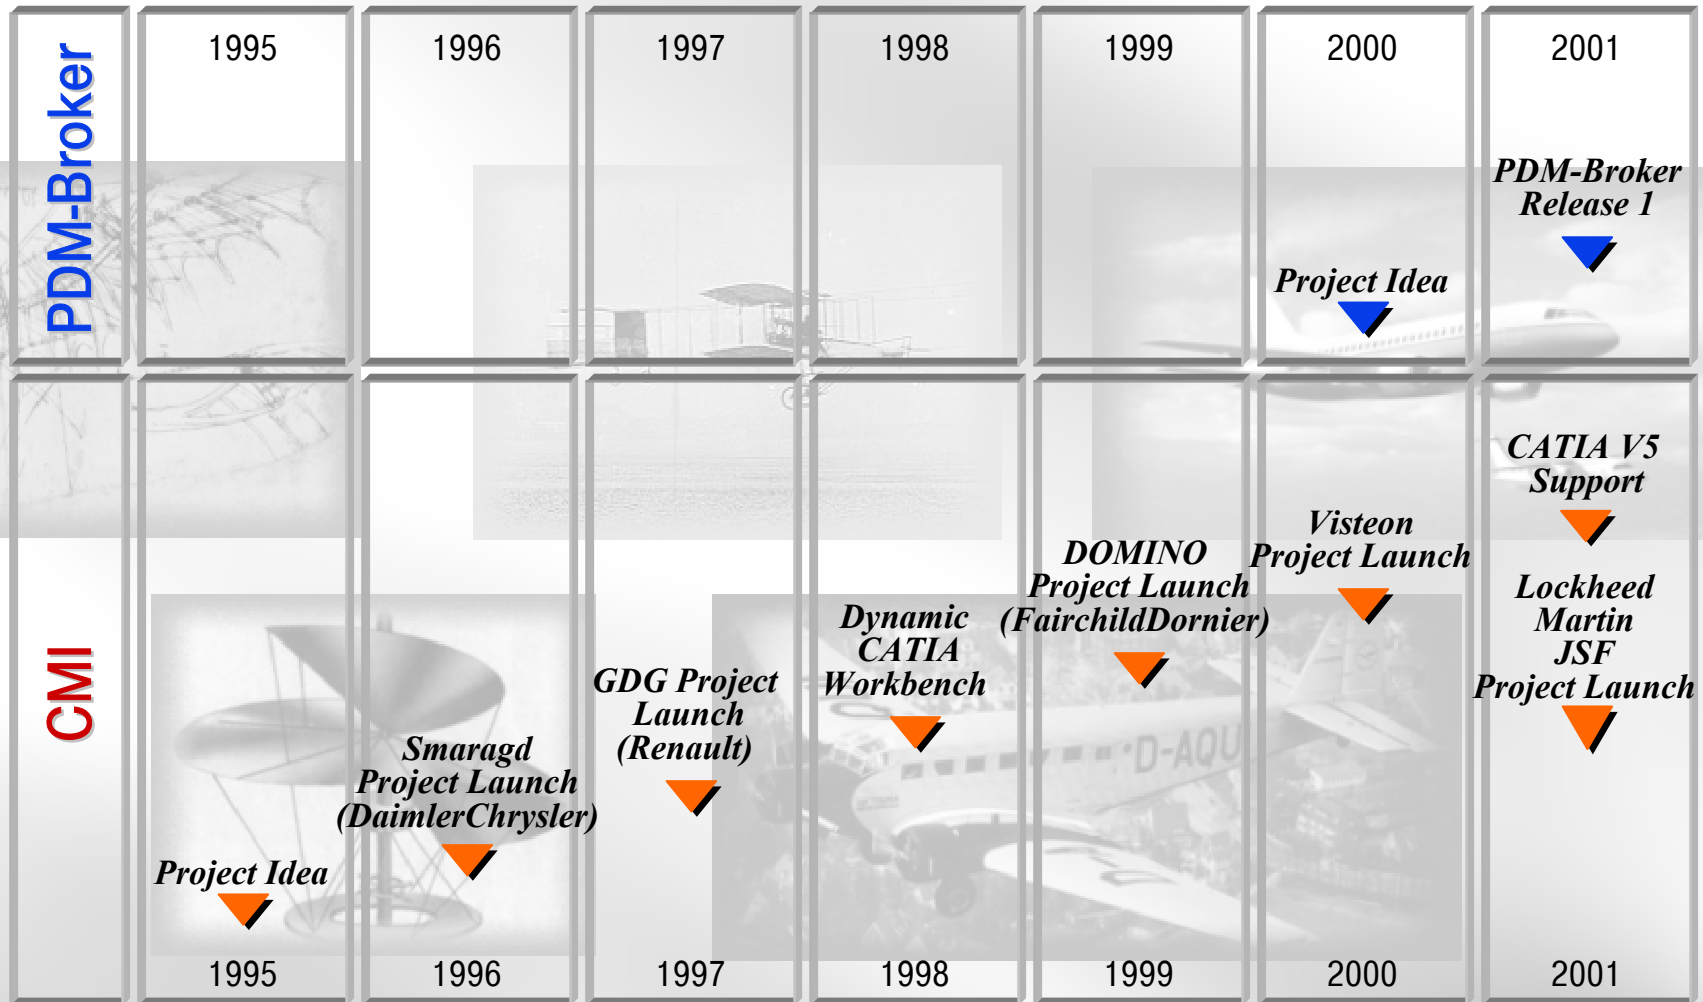 PDM-Broker
1995
1996
1997
1998
1999
2000
2001
Project Idea
PDM-Broker
Release 1
CMI
Project Idea
Smaragd
Project Launch
(DaimlerChrysler)
GDG Project
Launch
(Renault)
Dynamic
CATIA
Workbench
DOMINO
Project Launch
(FairchildDornier)
Visteon
Project Launch
CATIA V5
Support
Lockheed
Martin
JSF
Project Launch
D-AQU
1995
1996
1997
1998
1999
2000
2001